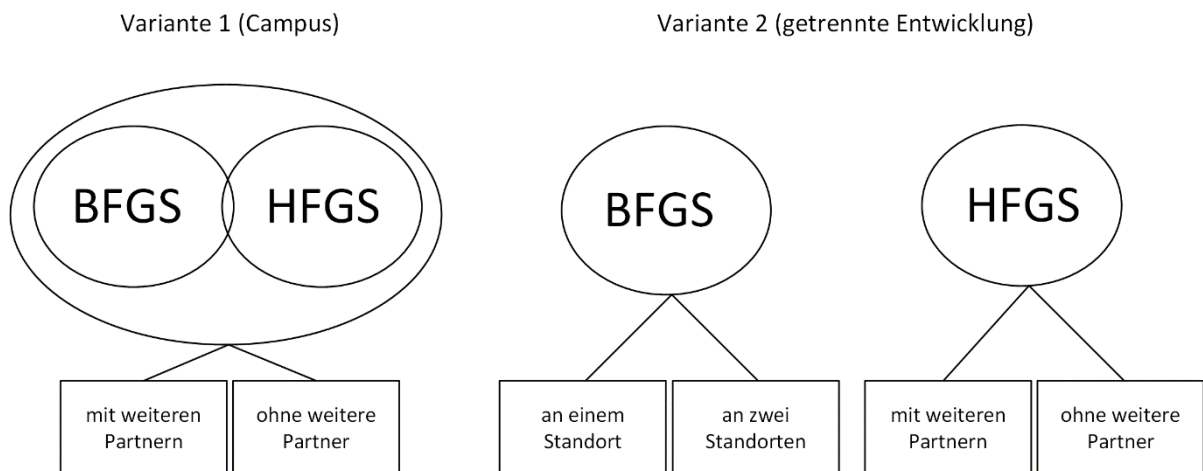 Variante 1 (Campus)
Variante 2 (getrennte Entwicklung)
BFGS
HFGS
BFGS
HFGS
mit weiteren
Partnern
ohne weitere
Partner
an einem
Standort
an zwei
Standorten
mit weiteren
Partnern
ohne weitere
Partner